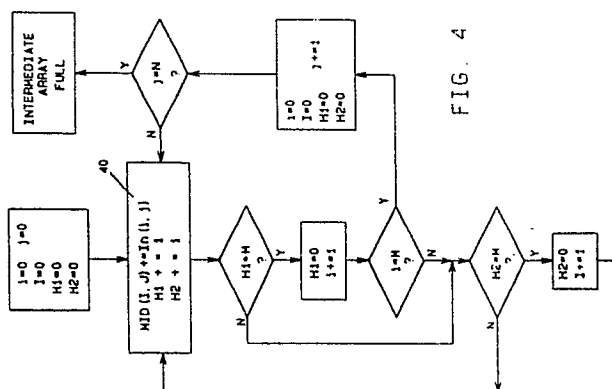 INTERMEDIATE
ARRAY
FULL
Y
j=N
?
N
i=0 j=0
I=0
H1=0
H2=0
40
MID(I,J)+=In(i,j)
H1 + = 1
H2 + = 1
i=0
I=0 j+=1
H1=0
H2=0
H1=M
?
N
Y
H1=0
i+=1
i=M
?
Y
N
H2=M
?
N
Y
H2=0
I+=1
FIG. 4